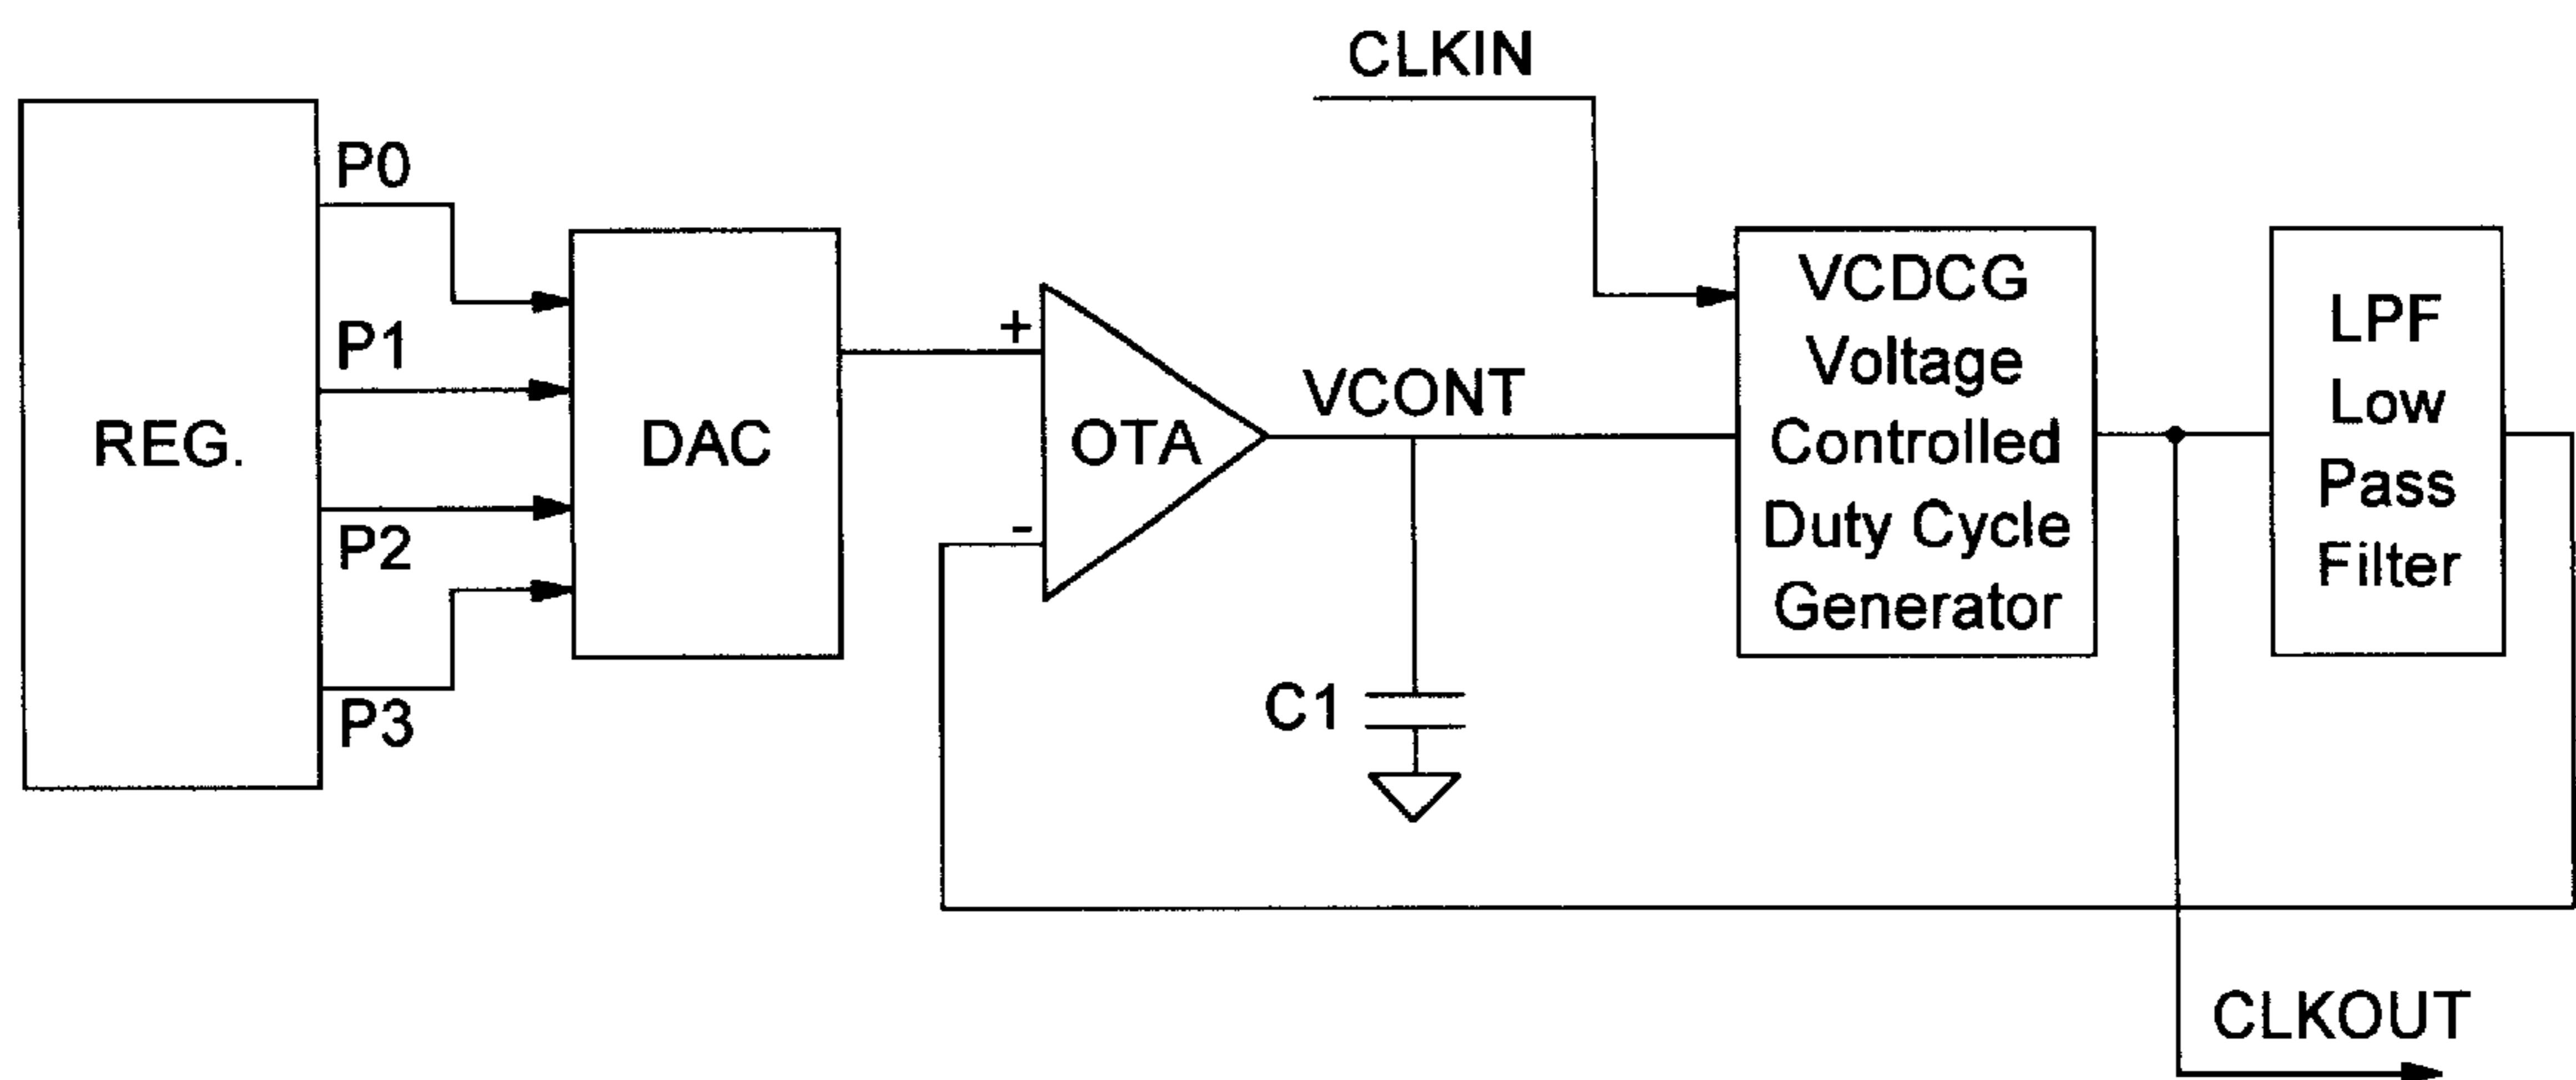 CLKIN
REG.
P0
P1
P2
P3
DAC
+
-
OTA
VCONT
C1
VCDCG
Voltage
Controlled
Duty Cycle
Generator
LPF
Low
Pass
Filter
CLKOUT